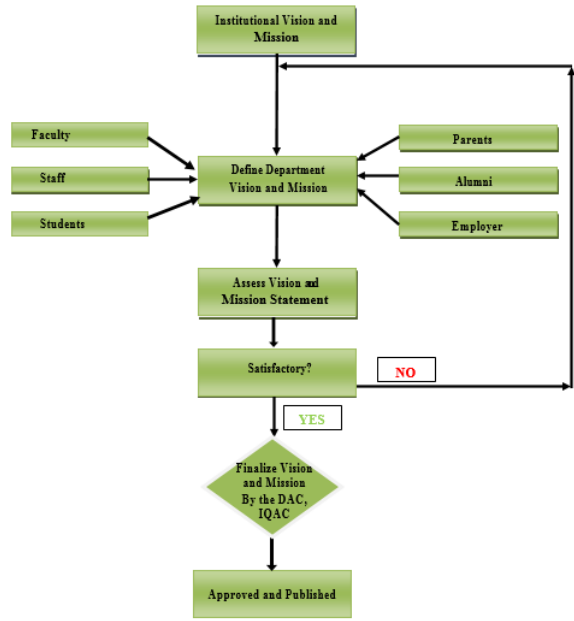 Institutional Vision and
Mission
Faculty
Staff
Students
Define Department
Vision and Mission
Parents
Alumni
Employer
Assess Vision and
Mission Statement
Satisfactory?
NO
YES
Finalize Vision
and Mission
By the DAC,
IQAC
Approved and Published